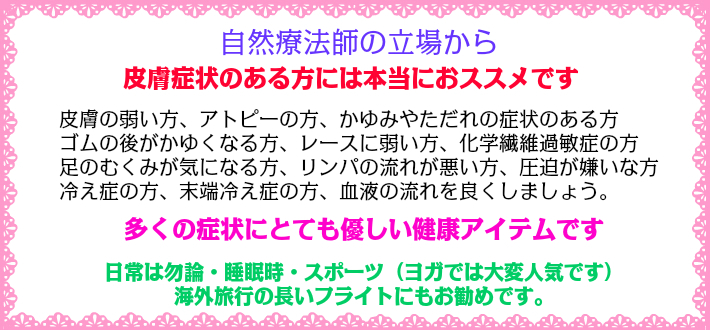 自然療法師の立場から
皮膚症状のある方には本当におススメです
皮膚の弱い方、アトピーの方、かゆみやただれの症状のある方
ゴムの後がかゆくなる方、レースに弱い方、化学繊維過敏症の方
足のむくみが気になる方、リンパの流れが悪い方、圧迫が嫌いな方
冷え症の方、末端冷え症の方、血液の流れを良くしましょう。
多くの症状にとても優しい健康アイテムです
日常は勿論・睡眠時・スポーツ（ヨガでは大変人気です）
海外旅行の長いフライトにもお勧めです。